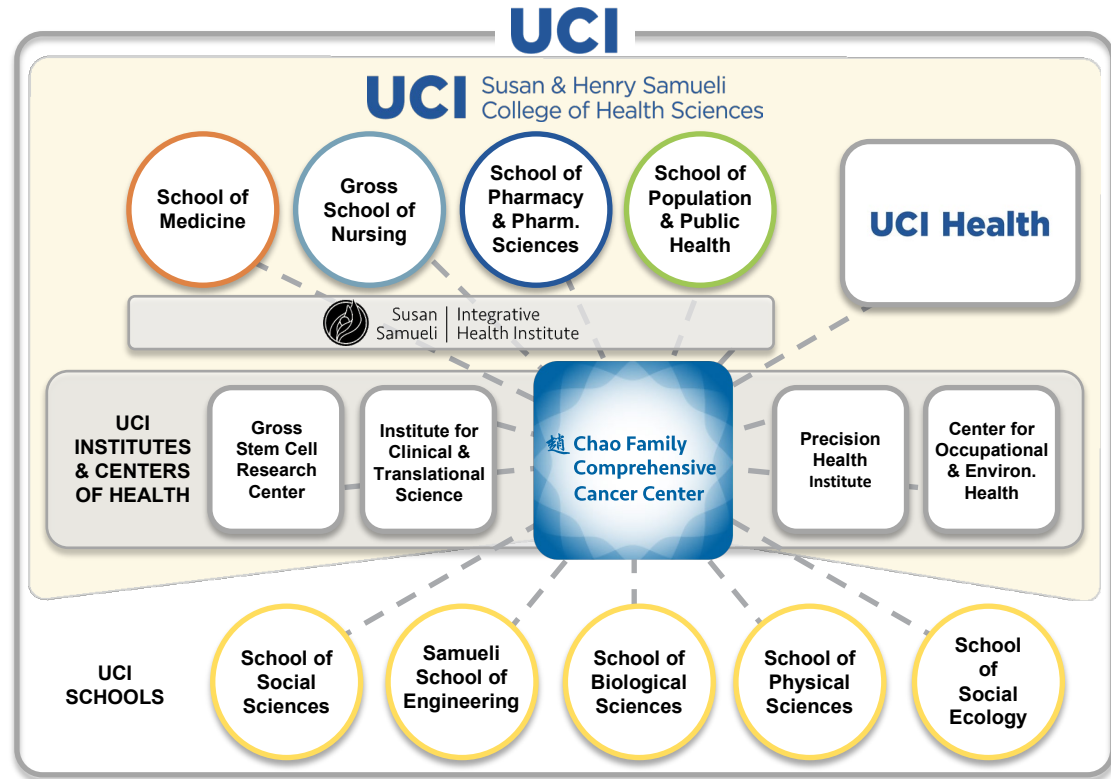 UCI
UCI Susan & Henry Samueli
College of Health Sciences
School of
Medicine
Gross
School of
Nursing
School of
Pharmacy
& Pharm.
Sciences
School of
Population
& Public
Health
UCI Health
Susan
Samueli
Integrative
Health Institute
UCI
INSTITUTES
& CENTERS
OF HEALTH
Gross
Stem Cell
Research
Center
Institute for
Clinical &
Translational
Science
趙 Chao Family
Comprehensive
Cancer Center
Precision
Health
Institute
Center for
Occupational
& Environ.
Health
UCI
SCHOOLS
School of
Social
Sciences
Samueli
School of
Engineering
School of
Biological
Sciences
School of
Physical
Sciences
School
of
Social
Ecology